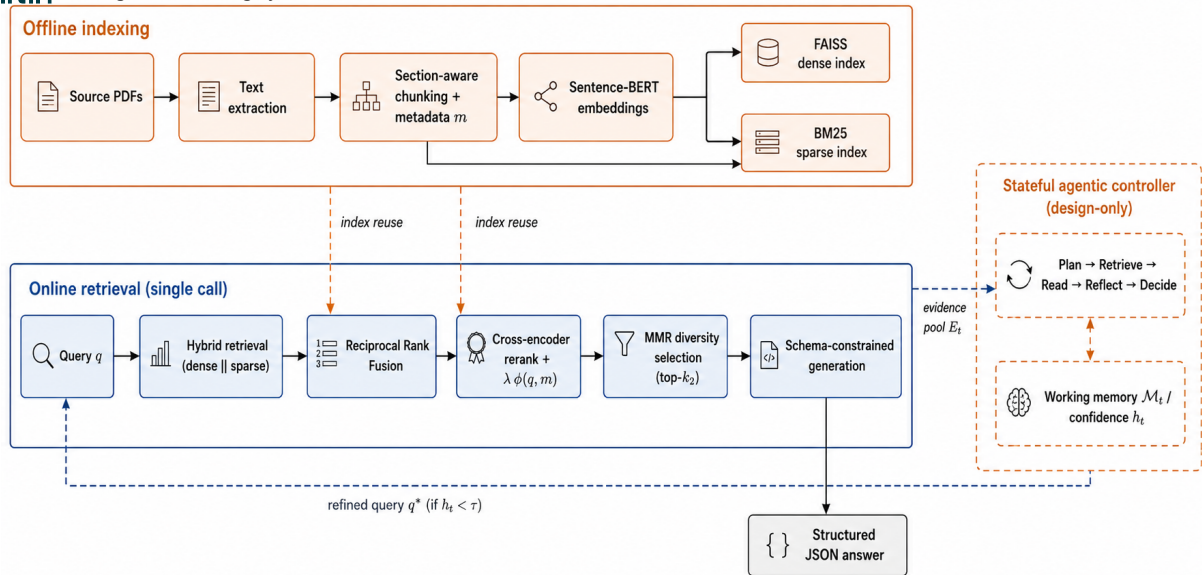 Offline indexing
Source PDFs
Text
extraction
Section-aware
chunking +
metadata m
Sentence-BERT
embeddings
FAISS
dense index
BM25
sparse index
index reuse
index reuse
Stateful agentic controller
(design-only)
Plan → Retrieve →
Read → Reflect → Decide
Working memory ℳₜ /
confidence hₜ
Online retrieval (single call)
Query q
Hybrid retrieval
(dense || sparse)
1
2
3
Reciprocal Rank
Fusion
Cross-encoder
rerank +
λ ϕ(q, m)
MMR diversity
selection
(top-k₂)
</>
Schema-constrained
generation
evidence
pool Eₜ
refined query q* (if hₜ < τ)
{ }
Structured
JSON answer